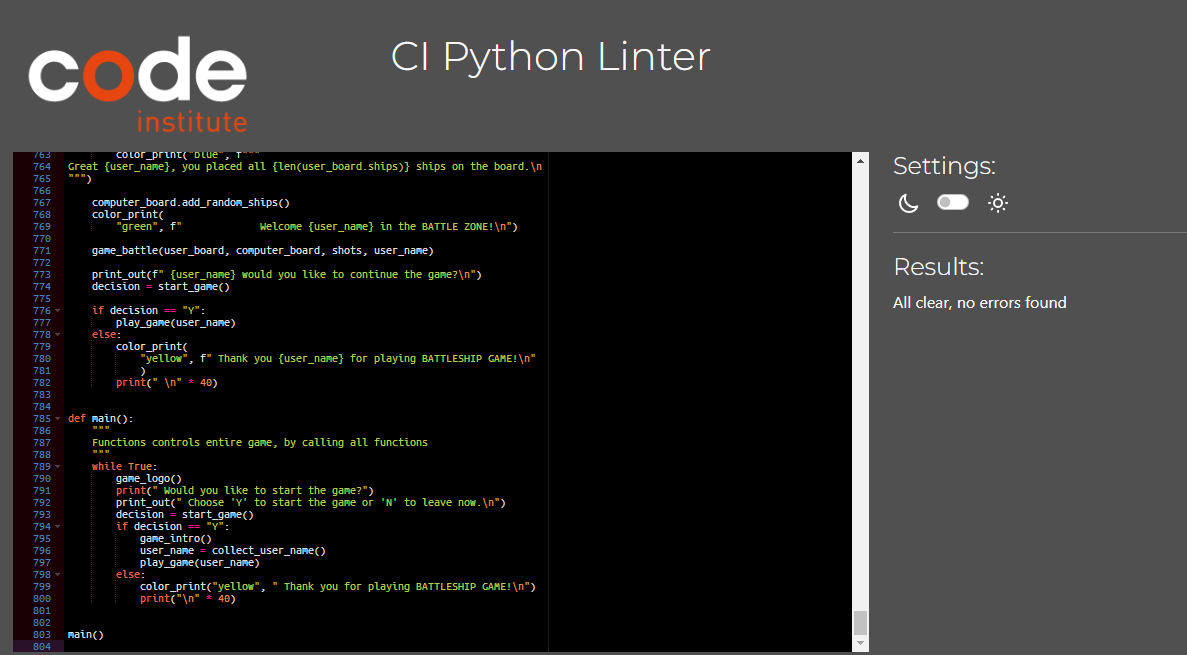 code
institute
CI Python Linter
763 color_print("blue", f"""
764 Great {user_name}, you placed all {len(user_board.ships)} ships on the board.\n
765 """)
766
767 computer_board.add_random_ships()
768 color_print(
769 "green", f"             Welcome {user_name} in the BATTLE ZONE!\n")
770
771 game_battle(user_board, computer_board, shots, user_name)
772
773 print_out(f" {user_name} would you like to continue the game?\n")
774 decision = start_game()
775
776 if decision == "Y":
777 play_game(user_name)
778 else:
779 color_print(
780 "yellow", f" Thank you {user_name} for playing BATTLESHIP GAME!\n"
781 )
782 print(" \n" * 40)
783
784
785 def main():
786 """
787 Functions controls entire game, by calling all functions
788 """
789 while True:
790 game_logo()
791 print(" Would you like to start the game?")
792 print_out(" Choose 'Y' to start the game or 'N' to leave now.\n")
793 decision = start_game()
794 if decision == "Y":
795 game_intro()
796 user_name = collect_user_name()
797 play_game(user_name)
798 else:
799 color_print("yellow", " Thank you for playing BATTLESHIP GAME!\n")
800 print("\n" * 40)
801
802
803 main()
804
Settings:
Results:
All clear, no errors found